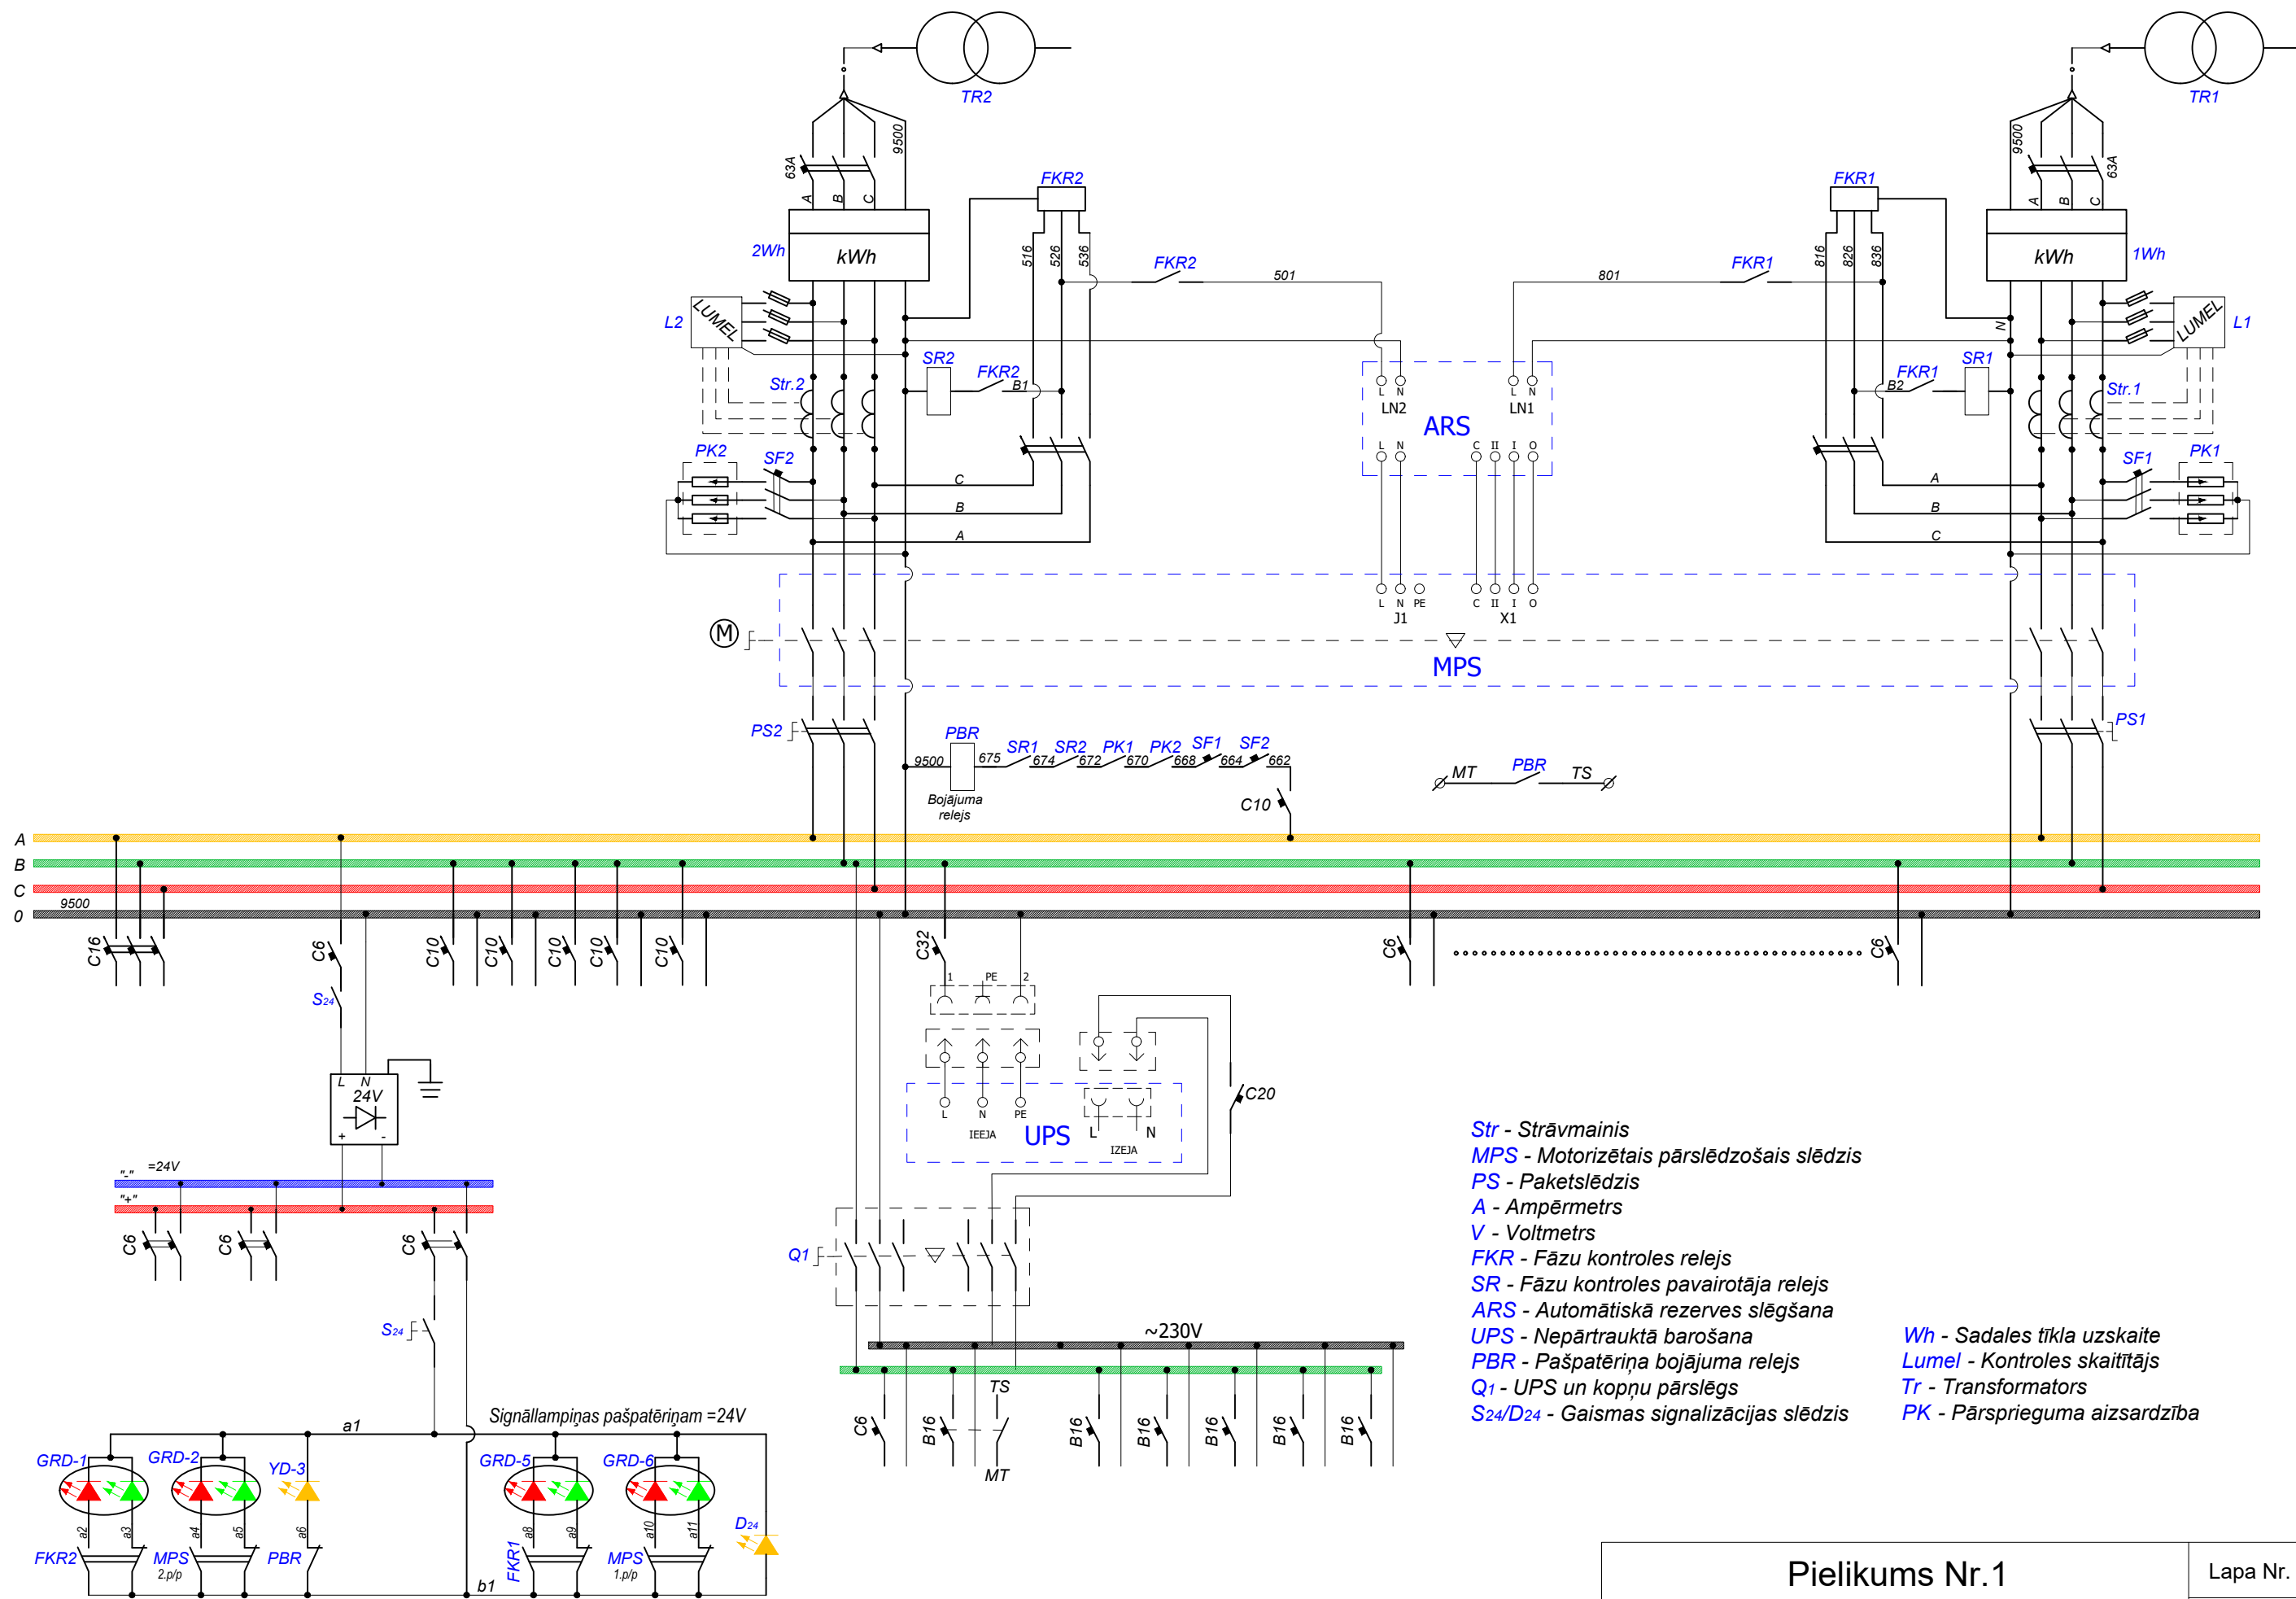 TR2
TR1
9500
63A
A
B
C
9500
63A
A
B
C
FKR2
FKR1
2Wh
kWh
kWh
1Wh
516
526
536
816
826
836
FKR2
501
801
FKR1
L2
LUMEL
LUMEL
L1
N
SR2
FKR2
B1
FKR1
B2
SR1
Str.2
Str.1
L N
LN2
L N
LN1
ARS
L N
C II I O
PK2
SF2
SF1
PK1
C
B
A
A
B
C
L N PE
J1
C II I O
X1
M
MPS
PS2
PS1
9500
PBR
675
SR1
674
SR2
672
PK1
670
PK2
668
SF1
664
SF2
662
Bojājuma
relejs
C10
MT
PBR
TS
A
B
C
0
9500
C16
C6
C10
C10
C10
C10
C10
C32
C6
C6
S24
1
PE
2
L N
24V
+ -
L N PE
IEEJA
UPS
L N
IZEJA
C20
"-"
=24V
"+"
C6
C6
C6
Q1
S24
~230V
TS
MT
C6
B16
B16
B16
B16
B16
B16
Str - Strāvmainis
MPS - Motorizētais pārslēdzošais slēdzis
PS - Paketslēdzis
A - Ampērmetrs
V - Voltmetrs
FKR - Fāzu kontroles relejs
SR - Fāzu kontroles pavairotāja relejs
ARS - Automātiskā rezerves slēgšana
UPS - Nepārtrauktā barošana
PBR - Pašpatēriņa bojājuma relejs
Q1 - UPS un kopņu pārslēgs
S24/D24 - Gaismas signalizācijas slēdzis
Wh - Sadales tīkla uzskaite
Lumel - Kontroles skaitītājs
Tr - Transformators
PK - Pārsprieguma aizsardzība
Signāllampiņas pašpatēriņam =24V
a1
GRD-1
GRD-2
YD-3
GRD-5
GRD-6
D24
a2
a3
a4
a5
a6
a8
a9
a10
a11
FKR2
MPS
2.p/p
PBR
FKR1
MPS
1.p/p
b1
Pielikums Nr.1
Lapa Nr.